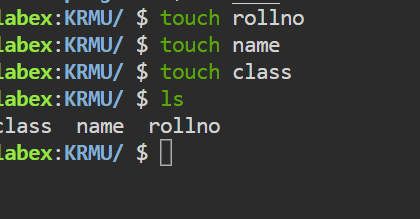 labex:KRMU/ $ touch rollno
labex:KRMU/ $ touch name
labex:KRMU/ $ touch class
labex:KRMU/ $ ls
class  name  rollno
labex:KRMU/ $